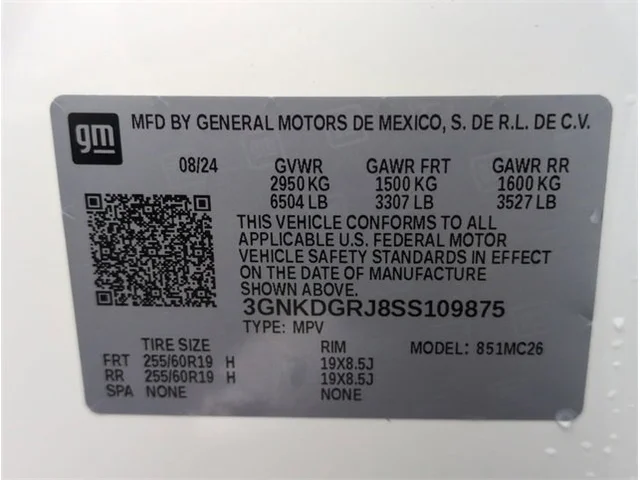 gm MFD BY GENERAL MOTORS DE MEXICO, S. DE R.L. DE C.V.
08/24 GVWR GAWR FRT GAWR RR
2950 KG 1500 KG 1600 KG
6504 LB 3307 LB 3527 LB
THIS VEHICLE CONFORMS TO ALL
APPLICABLE U.S. FEDERAL MOTOR
VEHICLE SAFETY STANDARDS IN EFFECT
ON THE DATE OF MANUFACTURE
SHOWN ABOVE.
3GNKDGRJ8SS109875
TYPE: MPV
TIRE SIZE RIM MODEL: 851MC26
FRT 255/60R19 H 19X8.5J
RR 255/60R19 H 19X8.5J
SPA NONE NONE